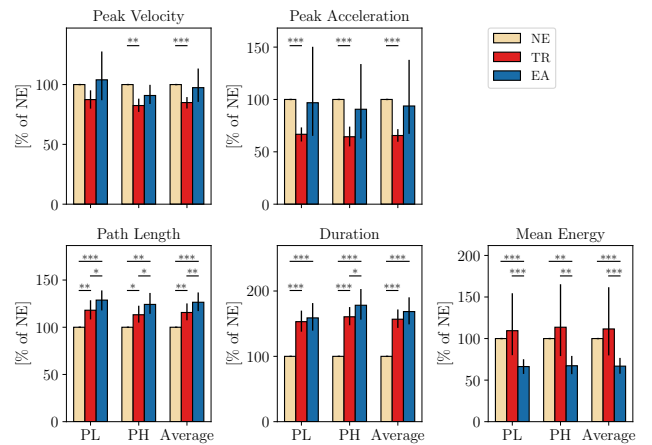 Peak Velocity
[% of NE]
100
50
0
**
***
Peak Acceleration
[% of NE]
150
100
50
0
***
***
***
NE
TR
EA
Path Length
[% of NE]
150
100
50
0
*** ** ***
* * **
** * **
PL PH Average
Duration
[% of NE]
200
100
0
*** *** ***
*
*** *** ***
PL PH Average
Mean Energy
[% of NE]
200
150
100
50
0
*** ** ***
*** ** ***
PL PH Average